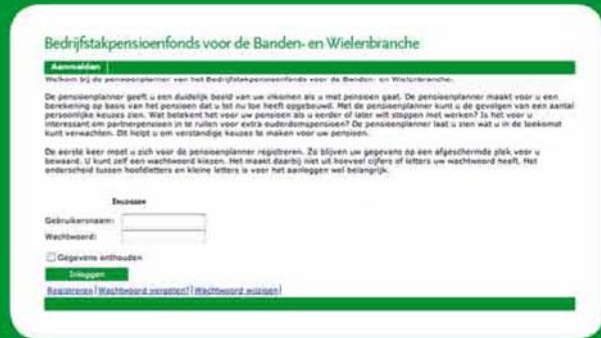 Bedrijfstakpensioenfonds voor de Banden- en Wielenbranche
Aanmelden
Welkom bij de pensioenplanner van het Bedrijfstakpensioenfonds voor de Banden- en Wielenbranche.
De pensioenplanner geeft u een duidelijk beeld van uw inkomen als u met pensioen gaat. De pensioenplanner maakt voor u een
berekening op basis van het pensioen dat u tot nu toe heeft opgebouwd. Met de pensioenplanner kunt u de gevolgen van een aantal
persoonlijke keuzes zien. Wat betekent het voor uw pensioen als u eerder of later wilt stoppen met werken? Is het voor u
interessant om partnerpensioen in te ruilen voor extra ouderdomspensioen? De pensioenplanner laat u zien wat u in de toekomst
kunt verwachten. Dit helpt u om verstandige keuzes te maken voor uw pensioen.
De eerste keer moet u zich voor de pensioenplanner registreren. Zo blijven uw gegevens op een afgeschermde plek voor u
bewaard. U kunt zelf een wachtwoord kiezen. Het maakt daarbij niet uit hoeveel cijfers of letters uw wachtwoord heeft. Het
onderscheid tussen hoofdletters en kleine letters is voor het aanloggen wel belangrijk.
Inloggen
Gebruikersnaam:
Wachtwoord:
Gegevens onthouden
Inloggen
Registreren | Wachtwoord vergeten? | Wachtwoord wijzigen |